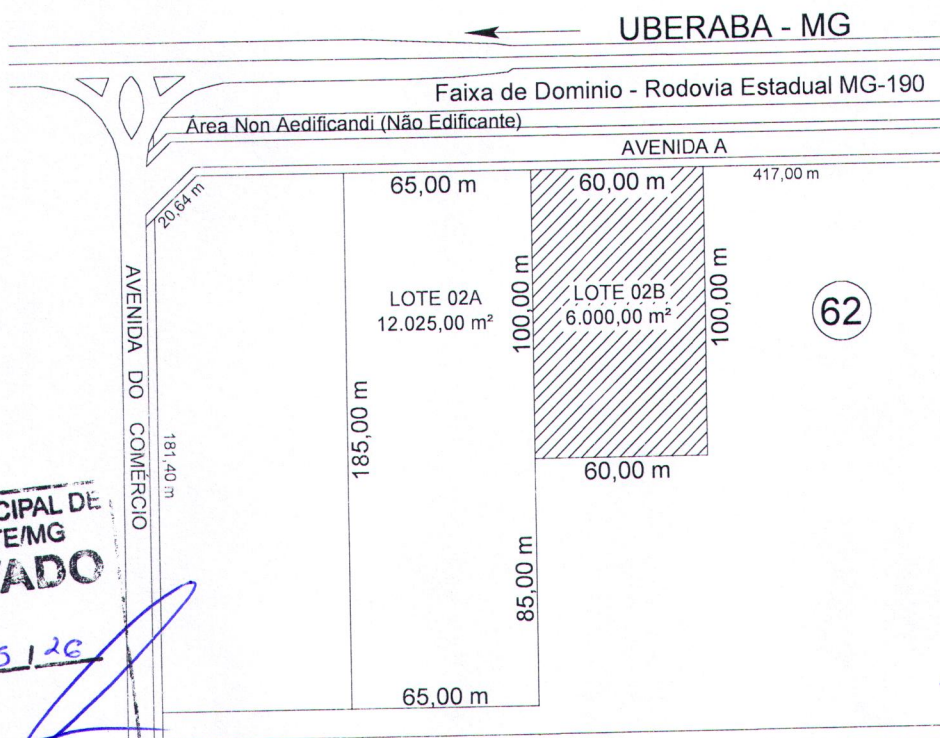 UBERABA - MG
Faixa de Dominio - Rodovia Estadual MG-190
Área Non Aedificandi (Não Edificante)
AVENIDA A
20,64 m
65,00 m
60,00 m
417,00 m
LOTE 02A
12.025,00 m²
100,00 m
LOTE 02B
6.000,00 m²
100,00 m
62
AVENIDA DO COMÉRCIO
181,40 m
185,00 m
60,00 m
85,00 m
65,00 m
CIPAL DE
TE/MG
ADO
5 / 26